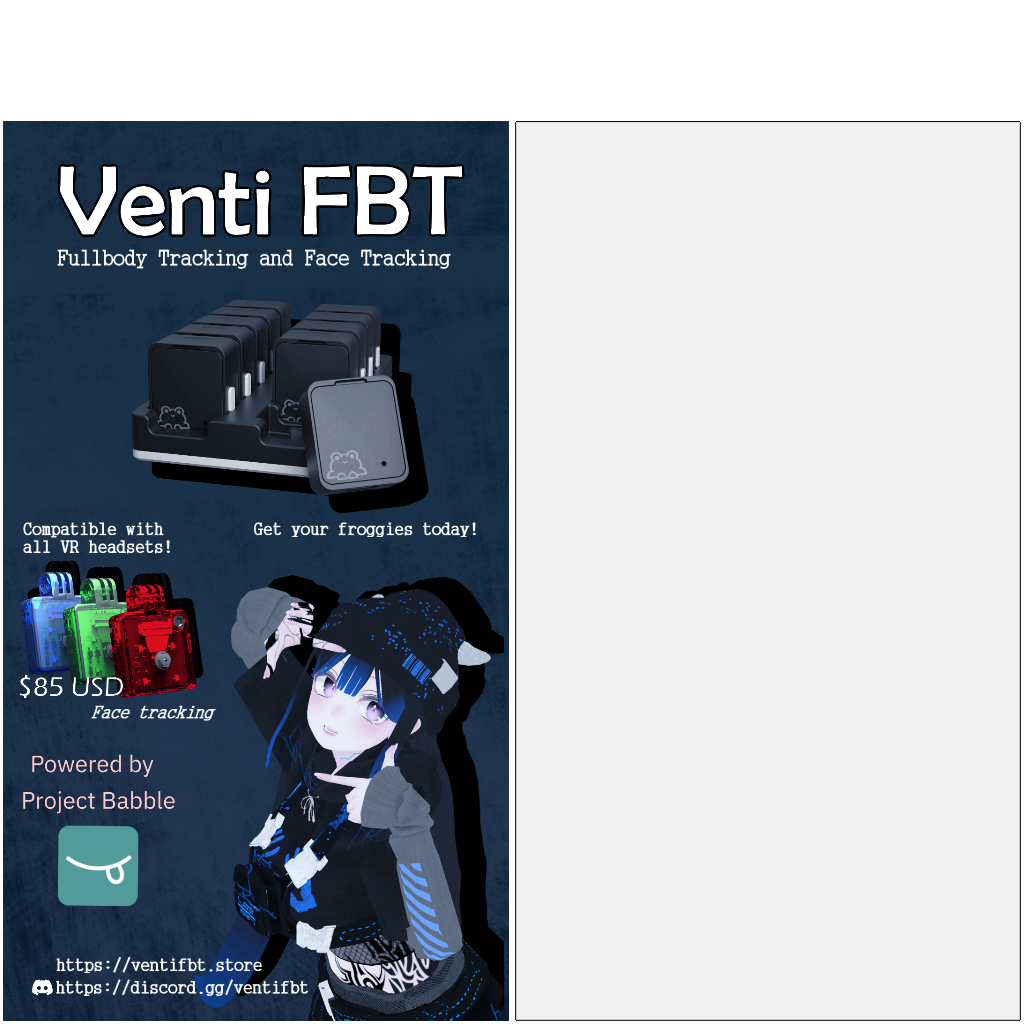 Venti FBT
Fullbody Tracking and Face Tracking
Compatible with
all VR headsets!
Get your froggies today!
$85 USD
Face tracking
Powered by
Project Babble
https://ventifbt.store
https://discord.gg/ventifbt